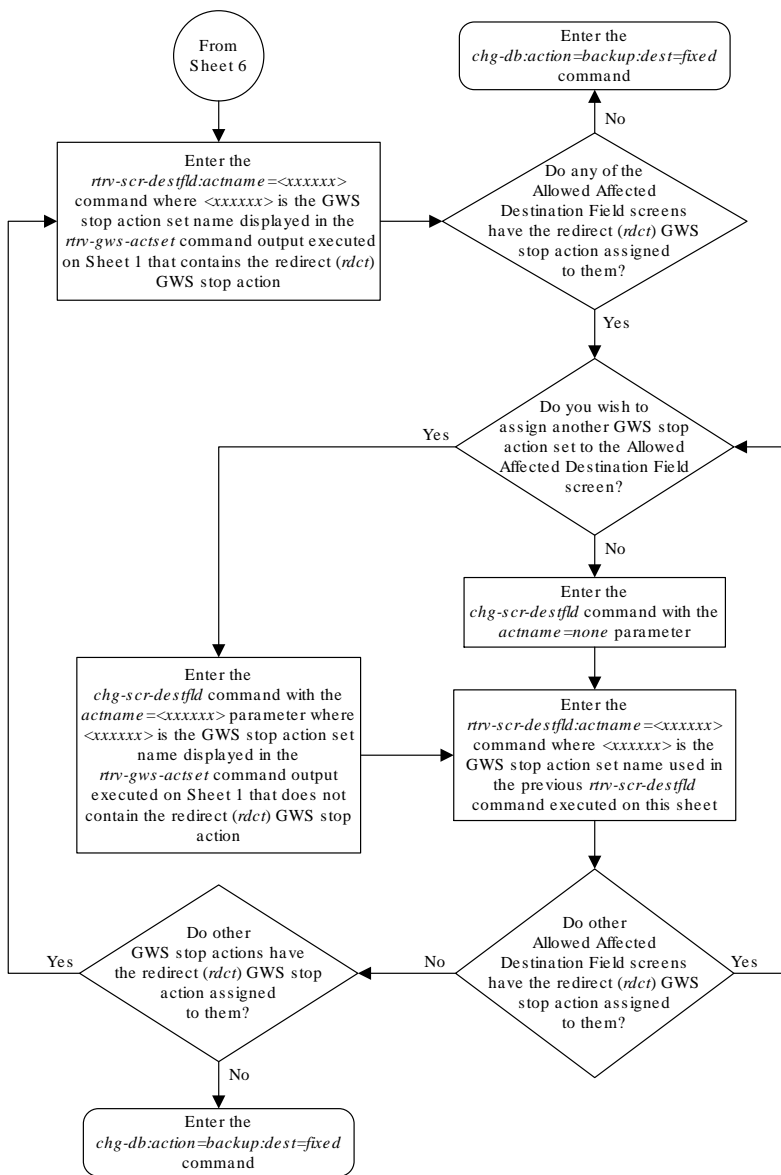 From
Sheet 6
Enter the
chg-db:action=backup:dest=fixed
command
No
Enter the
rtrv-scr-destfld:actname=<xxxxxx>
command where <xxxxxx> is the GWS
stop action set name displayed in the
rtrv-gws-actset command output executed
on Sheet 1 that contains the redirect (rdct)
GWS stop action
Do any of the
Allowed Affected
Destination Field screens
have the redirect (rdct) GWS
stop action assigned
to them?
Yes
Do you wish to
assign another GWS stop
action set to the Allowed
Affected Destination Field
screen?
Yes
No
Enter the
chg-scr-destfld command with the
actname=none parameter
Enter the
chg-scr-destfld command with the
actname=<xxxxxx> parameter where
<xxxxxx> is the GWS stop action set
name displayed in the
rtrv-gws-actset command output
executed on Sheet 1 that does not
contain the redirect (rdct) GWS stop
action
Enter the
rtrv-scr-destfld:actname=<xxxxxx>
command where <xxxxxx> is the
GWS stop action set name used in
the previous rtrv-scr-destfld
command executed on this sheet
Do other
Allowed Affected
Destination Field screens
have the redirect (rdct) GWS
stop action assigned
to them?
Yes
No
Do other
GWS stop actions have
the redirect (rdct) GWS stop
action assigned
to them?
Yes
No
Enter the
chg-db:action=backup:dest=fixed
command